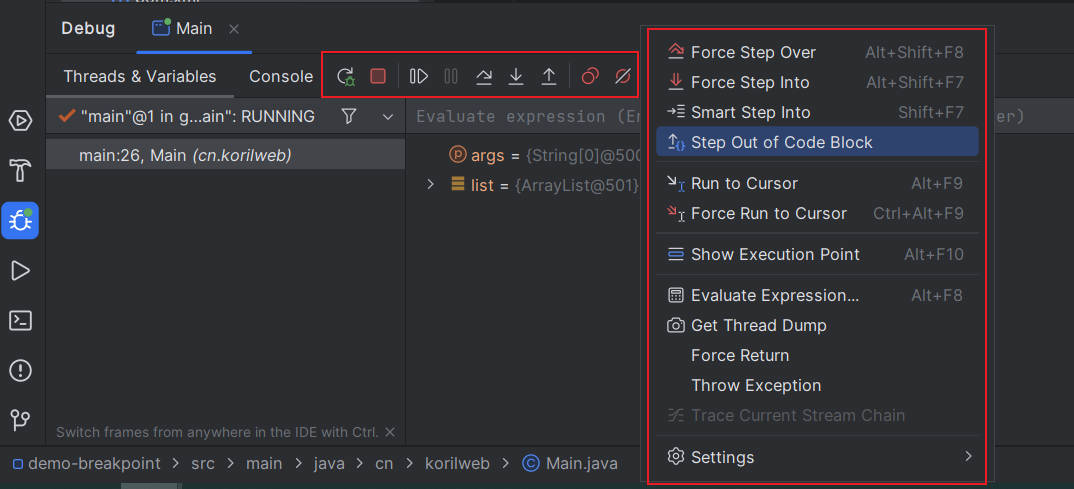 Debug
Main
Threads & Variables
Console
"main"@1 in g...ain": RUNNING
Evaluate expression (En
er)
main:26, Main (cn.korilweb)
args = {String[0]@500
list = {ArrayList@501}
Force Step Over Alt+Shift+F8
Force Step Into Alt+Shift+F7
Smart Step Into Shift+F7
Step Out of Code Block
Run to Cursor Alt+F9
Force Run to Cursor Ctrl+Alt+F9
Show Execution Point Alt+F10
Evaluate Expression... Alt+F8
Get Thread Dump
Force Return
Throw Exception
Trace Current Stream Chain
Settings
Switch frames from anywhere in the IDE with Ctrl.
demo-breakpoint > src > main > java > cn > korilweb > Main.java